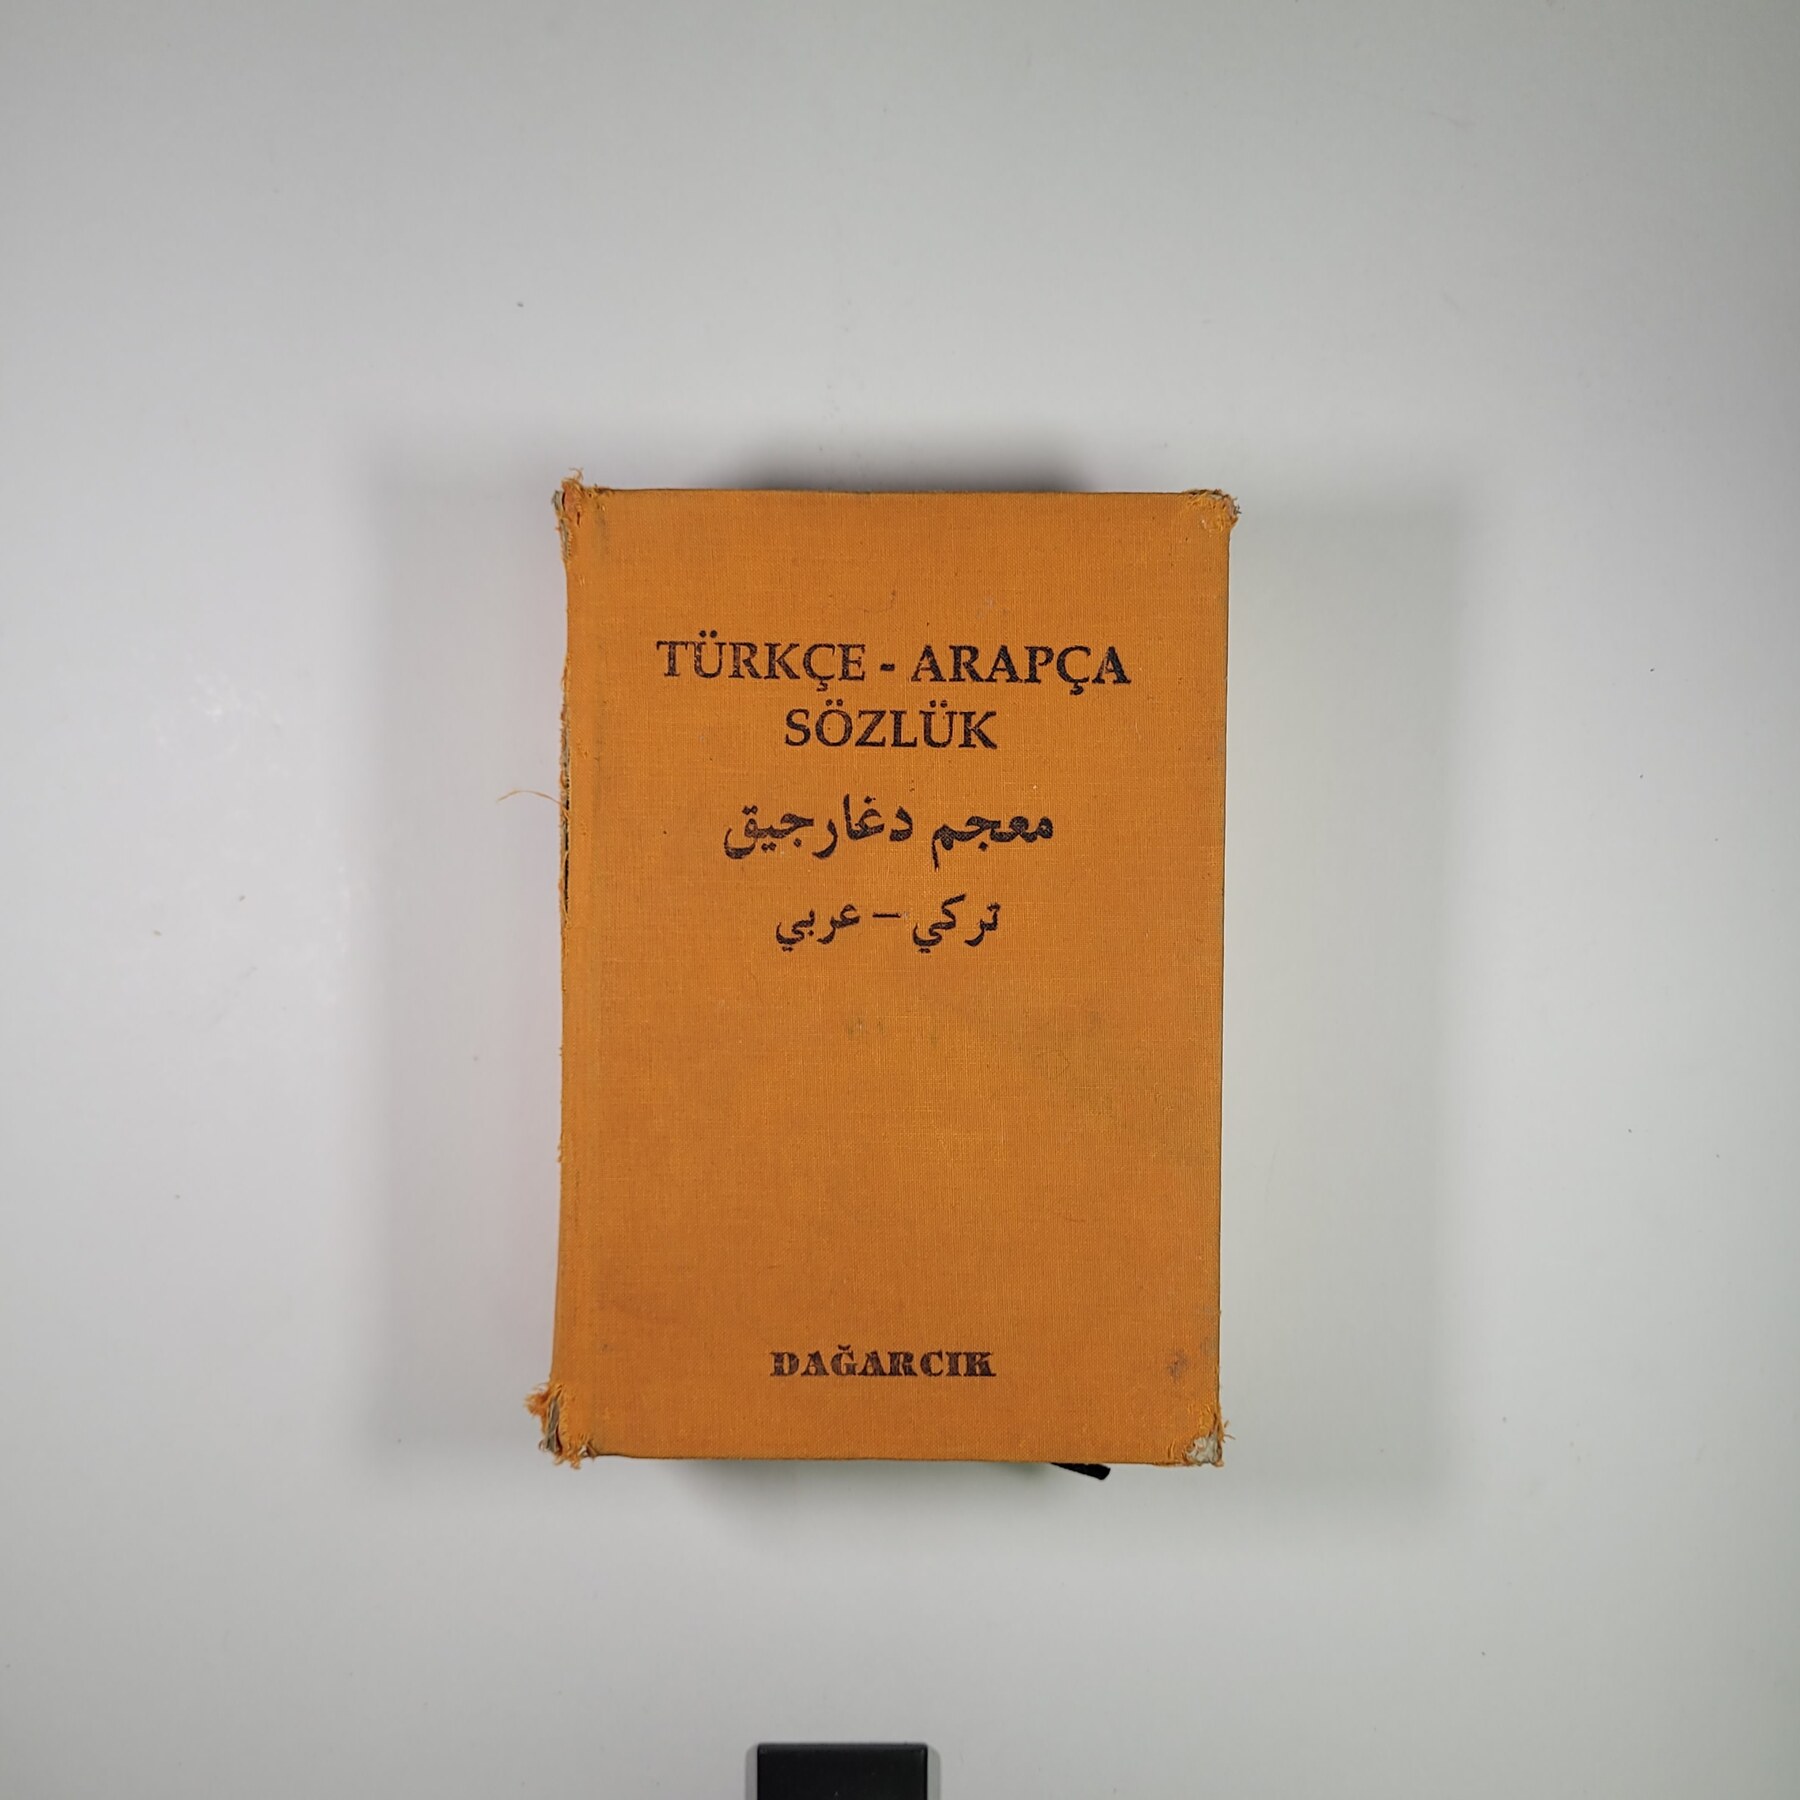 TÜRKÇE - ARAPÇA
SÖZLÜK
معجم دغارجيق
تركي – عربي
DAĞARCIK